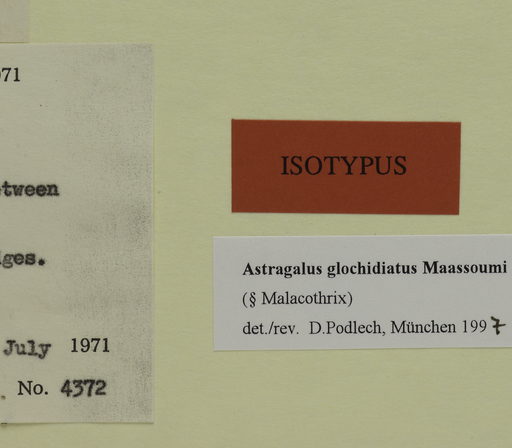 71
tween
ges.
July 1971
No. 4372
ISOTYPUS
Astragalus glochidiatus Maassoumi
(§ Malacothrix)
det./rev. D.Podlech, München 1997